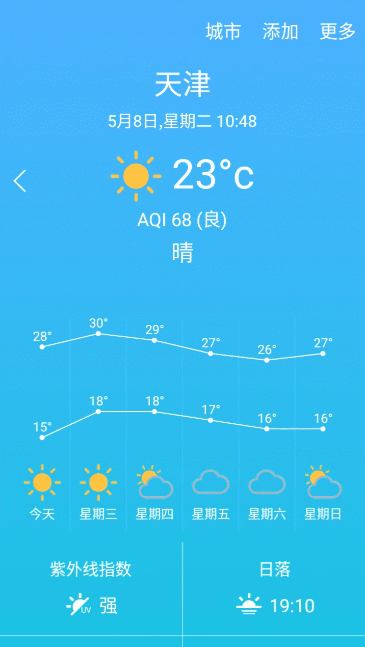 城市 添加 更多
天津
5月8日,星期二 10:48
23°c
AQI 68 (良)
晴
28° 30° 29° 27° 26° 27°
15° 18° 18° 17° 16° 16°
今天 星期三 星期四 星期五 星期六 星期日
紫外线指数 日落
UV 强 19:10